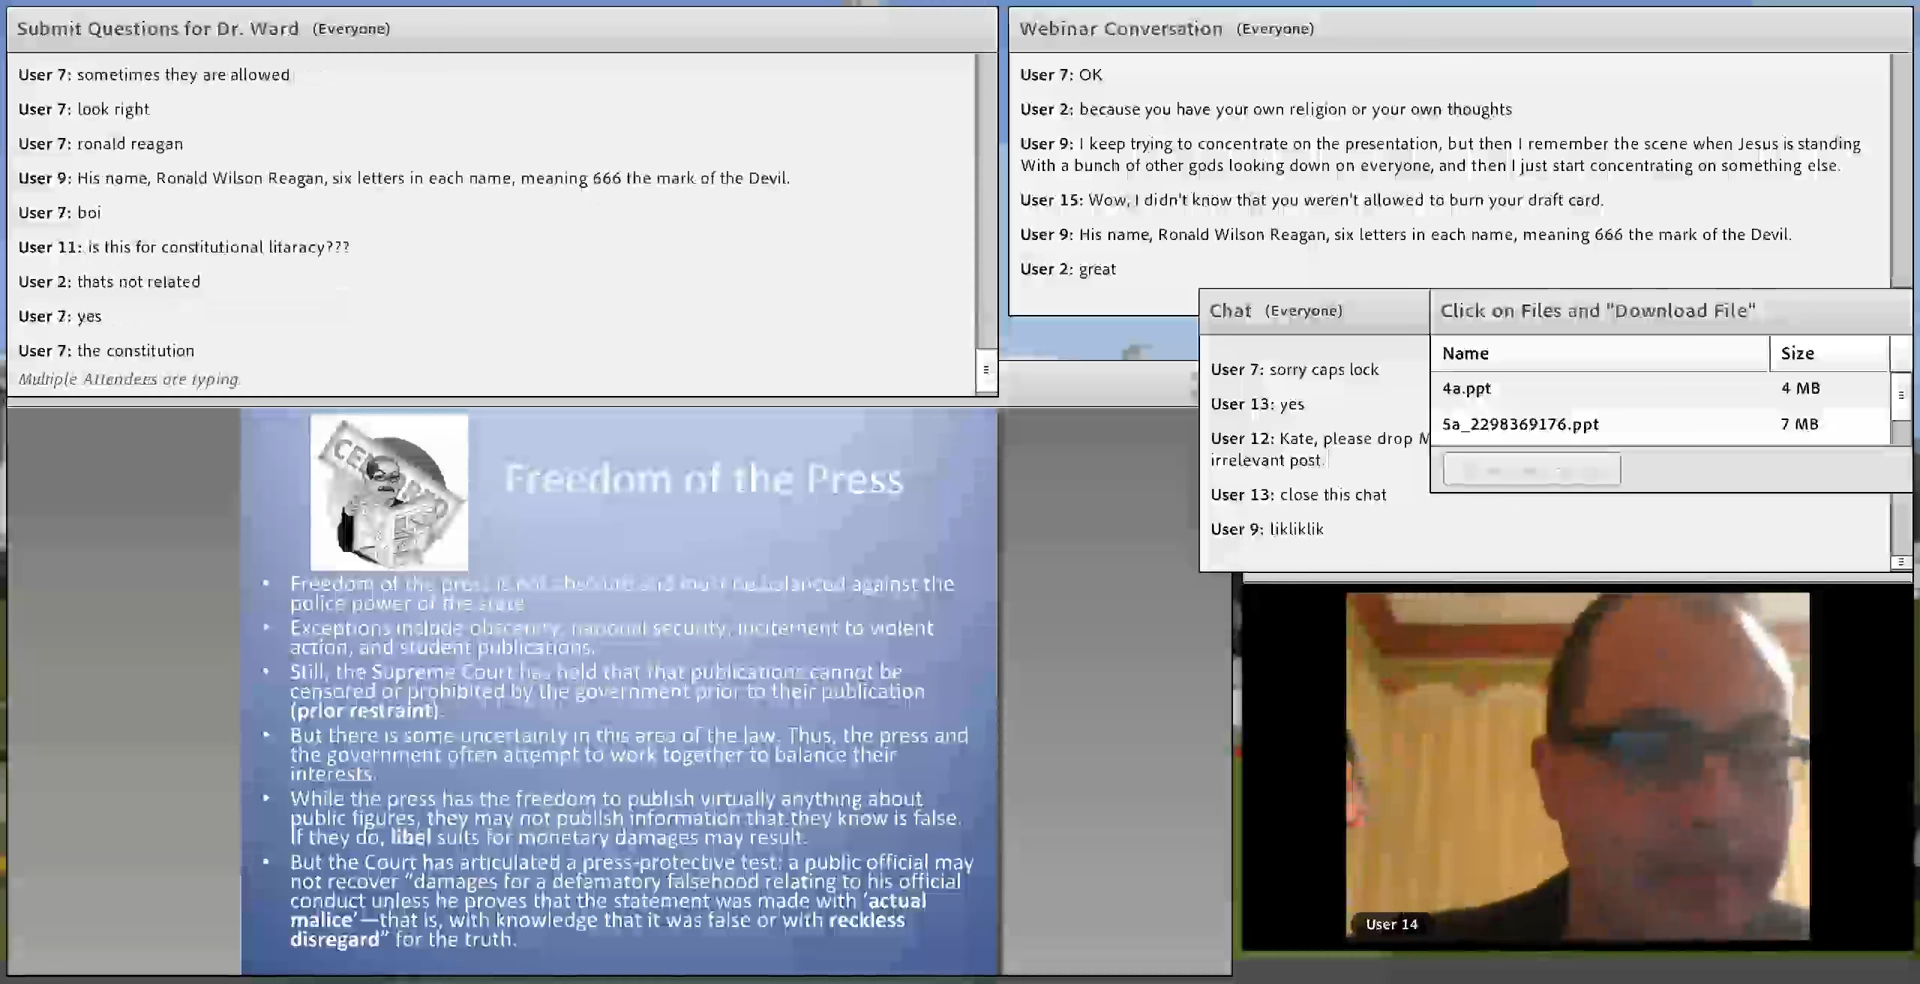 Submit Questions for Dr. Ward (Everyone)
User 7: sometimes they are allowed
User 7: look right
User 7: ronald reagan
User 9: His name, Ronald Wilson Reagan, six letters in each name, meaning 666 the mark of the Devil.
User 7: boi
User 11: is this for constitutional litaracy???
User 2: thats not related
User 7: yes
User 7: the constitution
Multiple Attendees are typing
Webinar Conversation (Everyone)
User 7: OK
User 2: because you have your own religion or your own thoughts
User 9: I keep trying to concentrate on the presentation, but then I remember the scene when Jesus is standing
With a bunch of other gods looking down on everyone, and then I just start concentrating on something else.
User 15: Wow, I didn't know that you weren't allowed to burn your draft card.
User 9: His name, Ronald Wilson Reagan, six letters in each name, meaning 666 the mark of the Devil.
User 2: great
Chat (Everyone)
User 7: sorry caps lock
User 13: yes
User 12: Kate, please drop M
irrelevant post.
User 13: close this chat
User 9: likliklik
Click on Files and "Download File"
Name Size
4a.ppt 4 MB
5a_2298369176.ppt 7 MB
Freedom of the Press
• Freedom of the press is not absolute and must be balanced against the
police power of the state
• Exceptions include obscenity, national security, incitement to violent
action, and student publications.
• Still, the Supreme Court has held that that publications cannot be
censored or prohibited by the government prior to their publication
(prior restraint).
• But there is some uncertainty in this area of the law. Thus, the press and
the government often attempt to work together to balance their
interests.
• While the press has the freedom to publish virtually anything about
public figures, they may not publish information that they know is false.
If they do, libel suits for monetary damages may result.
• But the Court has articulated a press-protective test: a public official may
not recover “damages for a defamatory falsehood relating to his official
conduct unless he proves that the statement was made with ‘actual
malice’—that is, with knowledge that it was false or with reckless
disregard” for the truth.
User 14